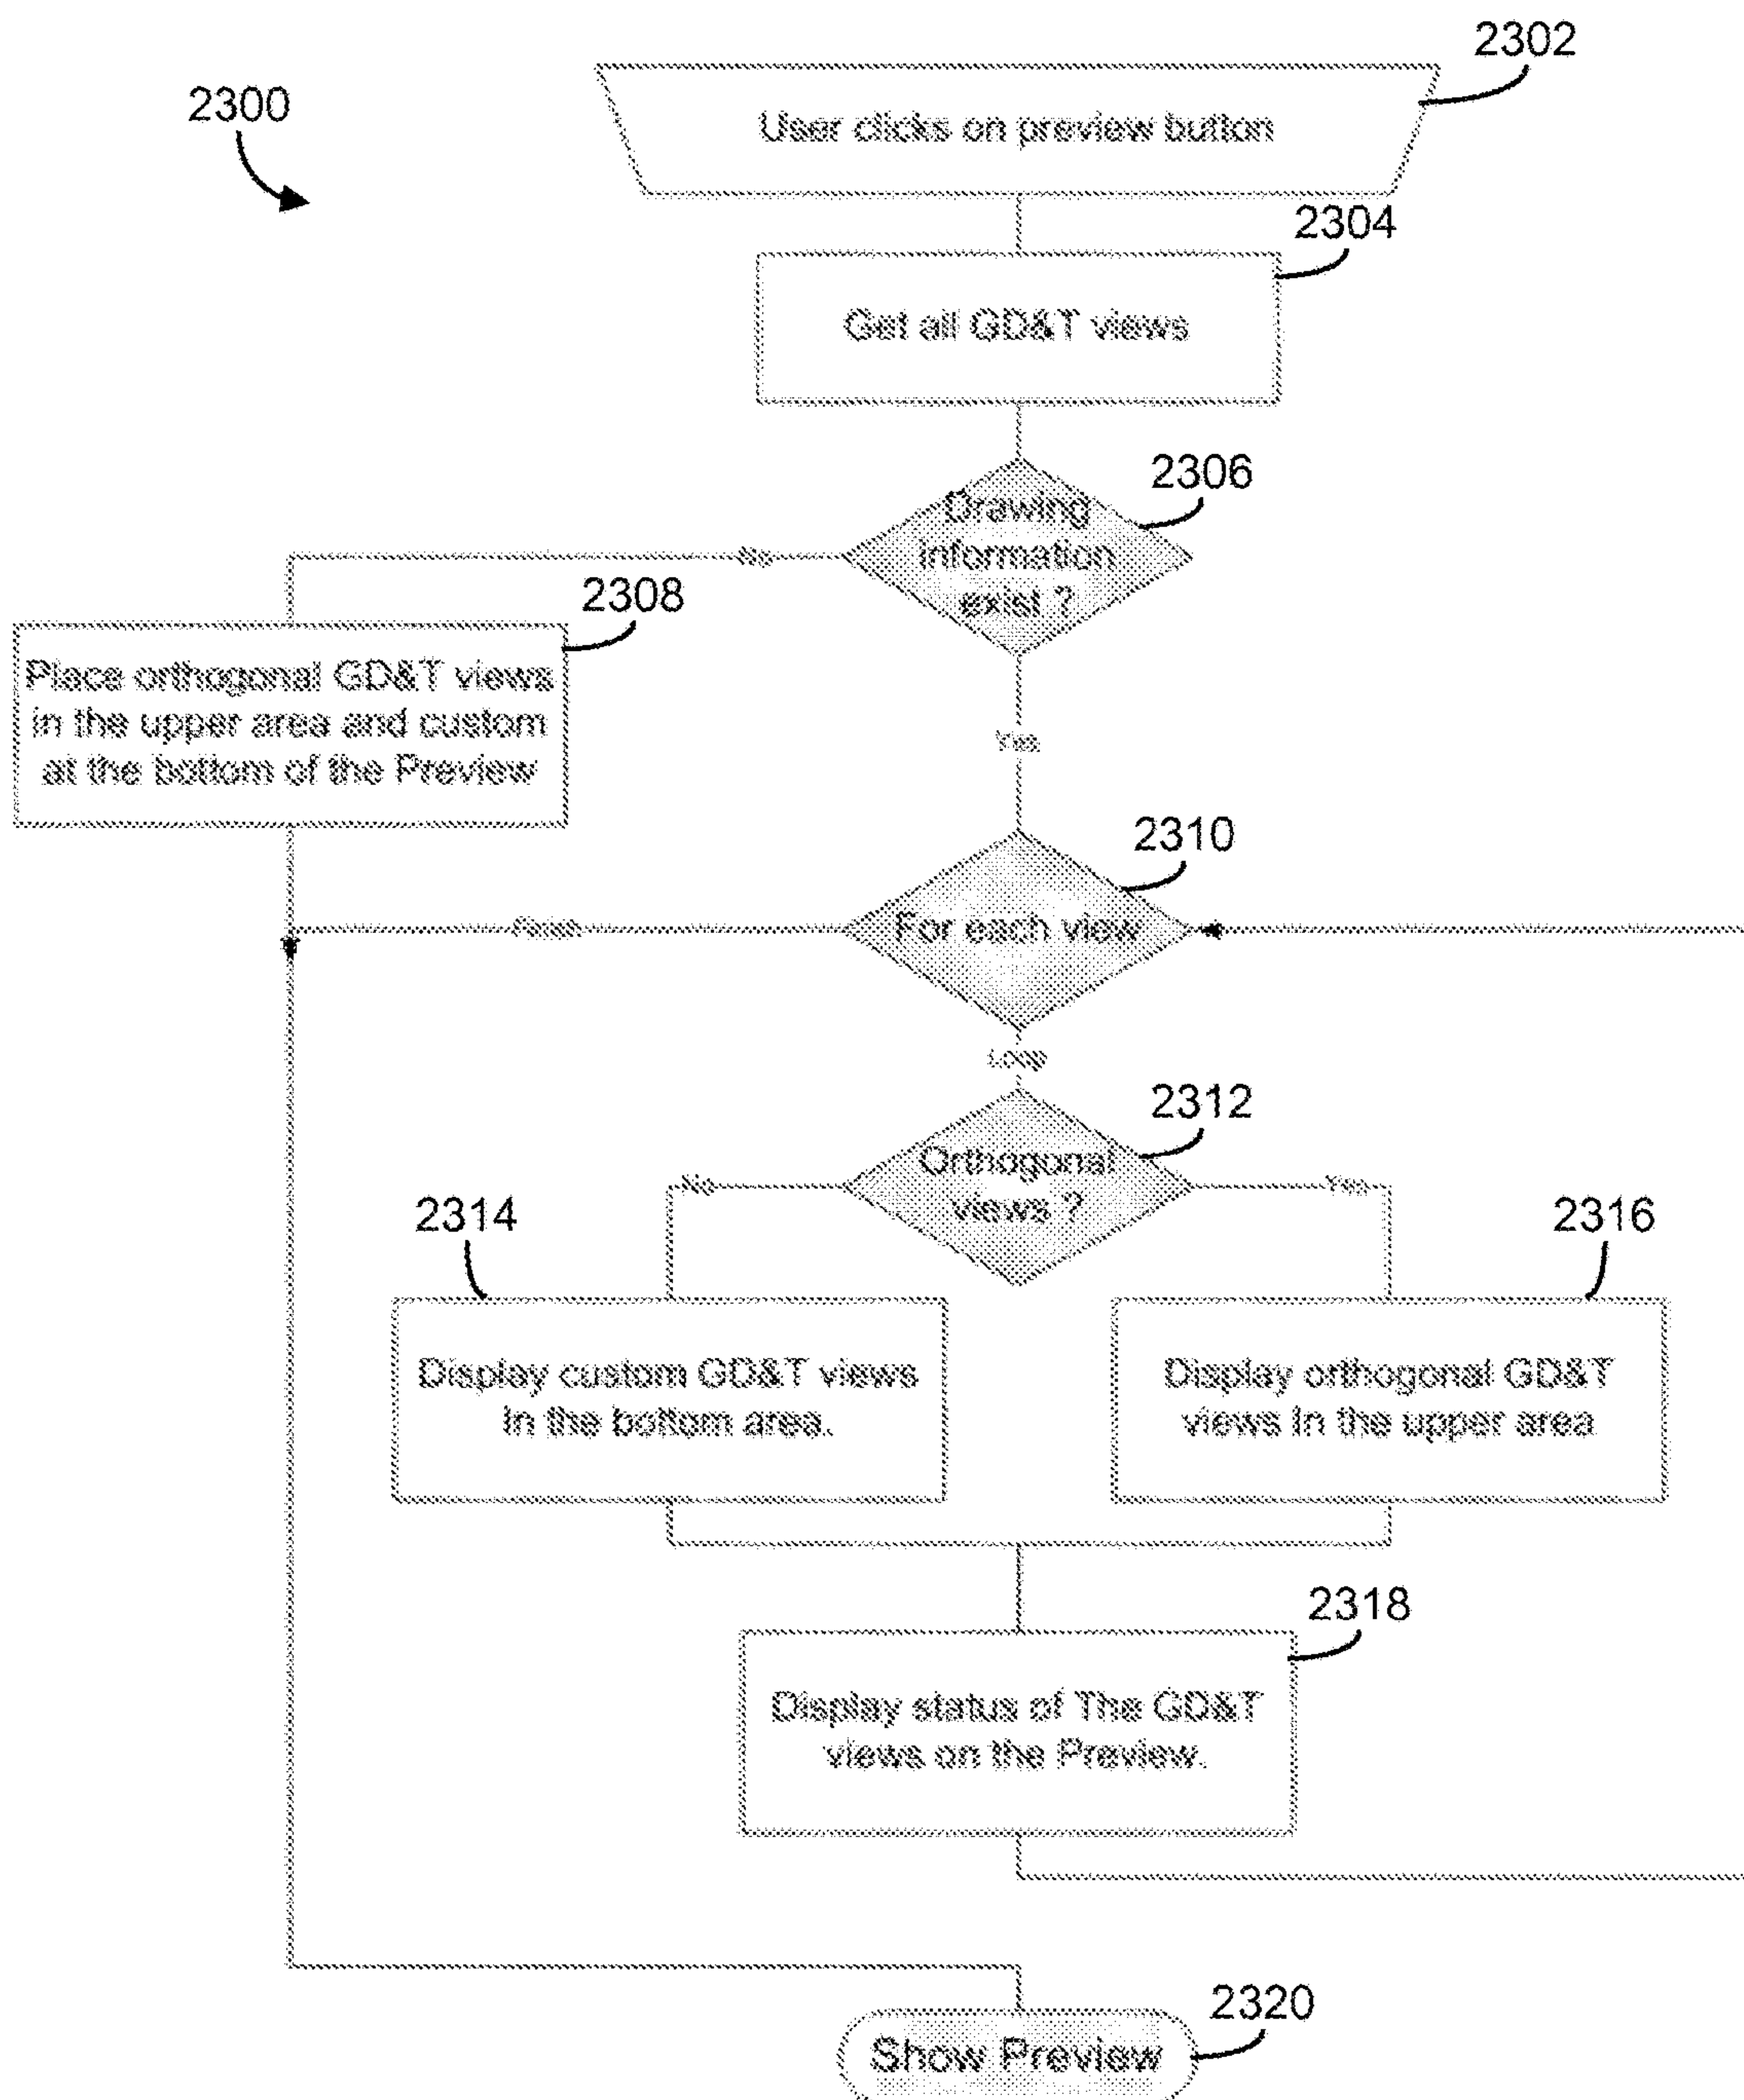 2302
2300
User clicks on preview button
2304
Get all GD&T views
2306
Drawing
information
exist ?
No
2308
Place orthogonal GD&T views
in the upper area and custom
at the bottom of the Preview
Yes
2310
For each view
Loop
2312
Orthogonal
views ?
No
Yes
2314
2316
Display custom GD&T views
In the bottom area.
Display orthogonal GD&T
views In the upper area
2318
Display status of The GD&T
views on the Preview.
2320
Show Preview